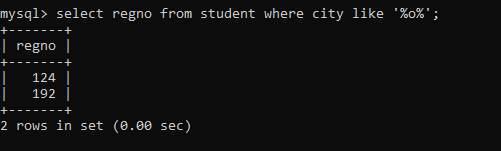 mysql> select regno from student where city like '%o%';
+-------+
| regno |
+-------+
|   124 |
|   192 |
+-------+
2 rows in set (0.00 sec)